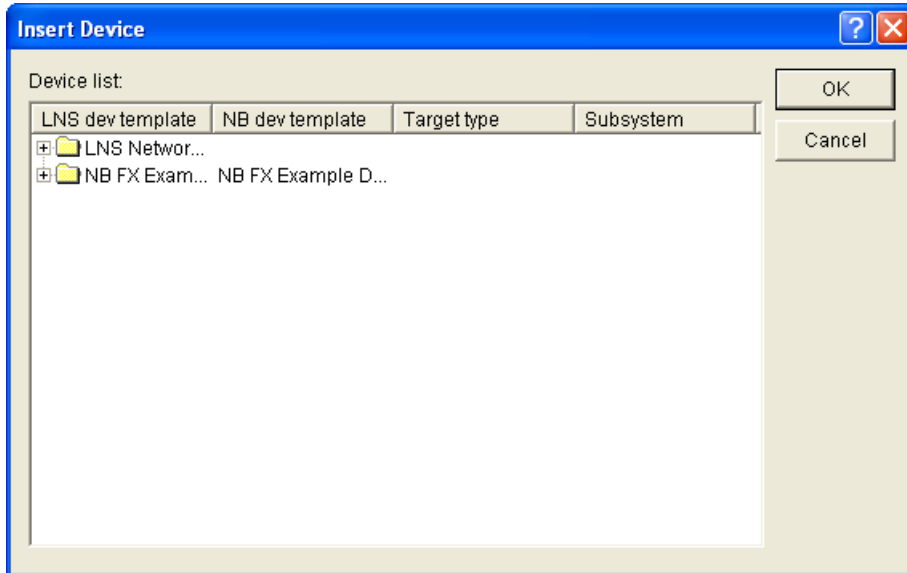 Insert Device
Device list:
LNS dev template NB dev template Target type Subsystem
LNS Networ...
NB FX Exam... NB FX Example D...
OK
Cancel